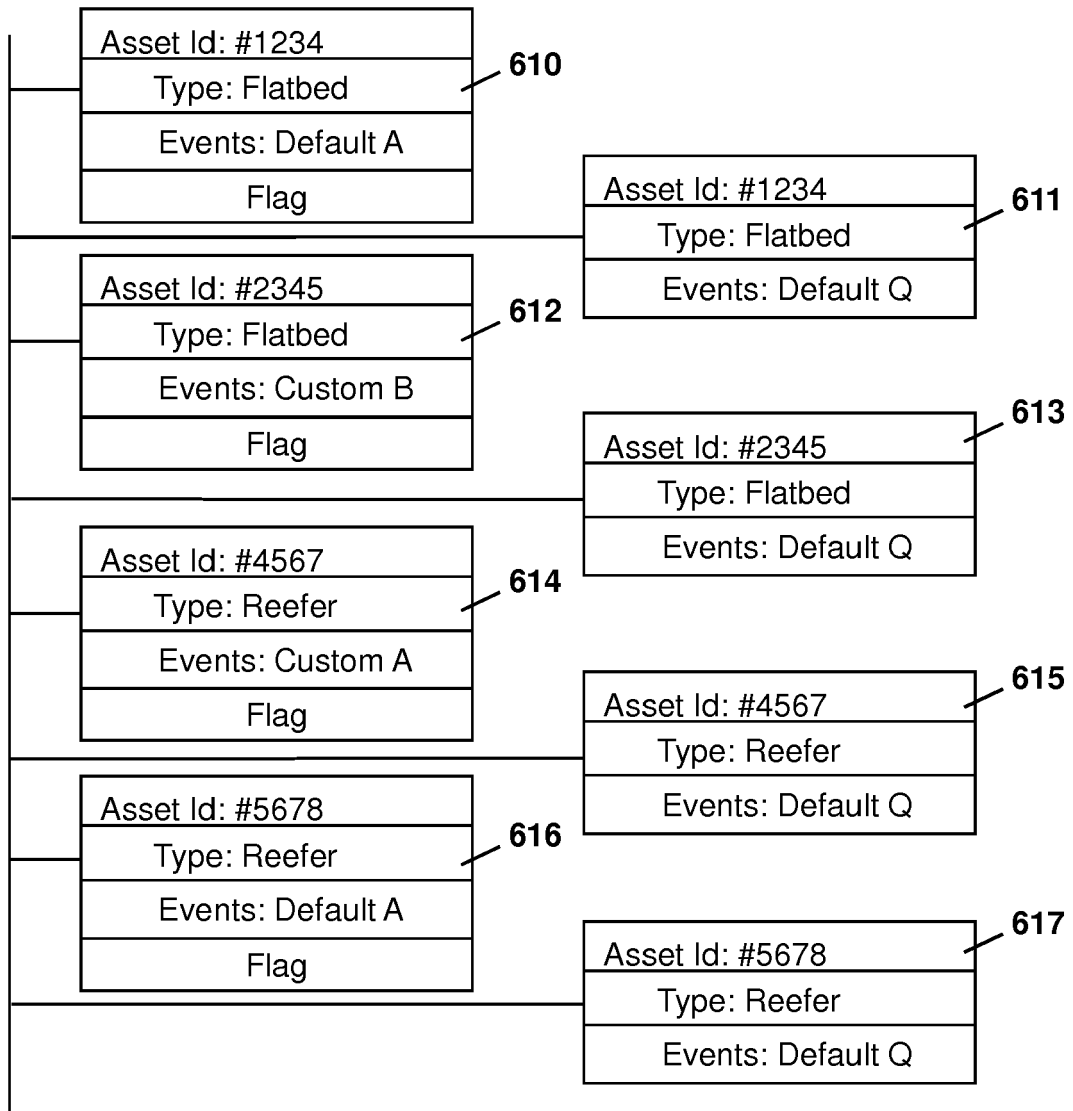 Asset Id: #1234
Type: Flatbed
610
Events: Default A
Flag
Asset Id: #1234
611
Type: Flatbed
Events: Default Q
Asset Id: #2345
612
Type: Flatbed
Events: Custom B
Flag
613
Asset Id: #2345
Type: Flatbed
Events: Default Q
Asset Id: #4567
614
Type: Reefer
Events: Custom A
Flag
615
Asset Id: #4567
Type: Reefer
Events: Default Q
Asset Id: #5678
616
Type: Reefer
Events: Default A
Flag
617
Asset Id: #5678
Type: Reefer
Events: Default Q